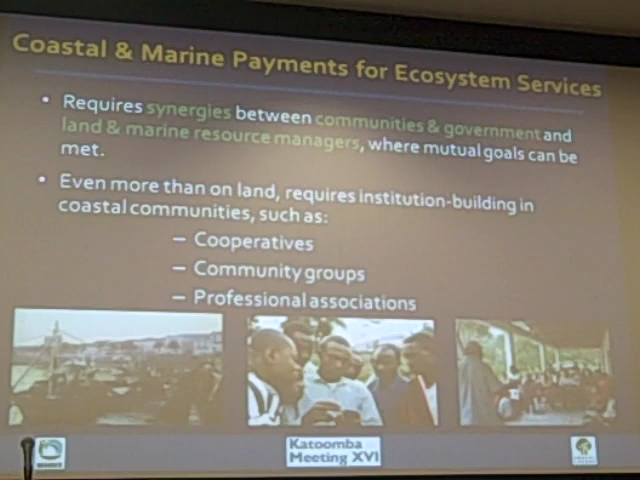 Coastal & Marine Payments for Ecosystem Services
• Requires synergies between communities & government and
land & marine resource managers, where mutual goals can be
met.
• Even more than on land, requires institution-building in
coastal communities, such as:
– Cooperatives
– Community groups
– Professional associations
Katoomba
Meeting XVI